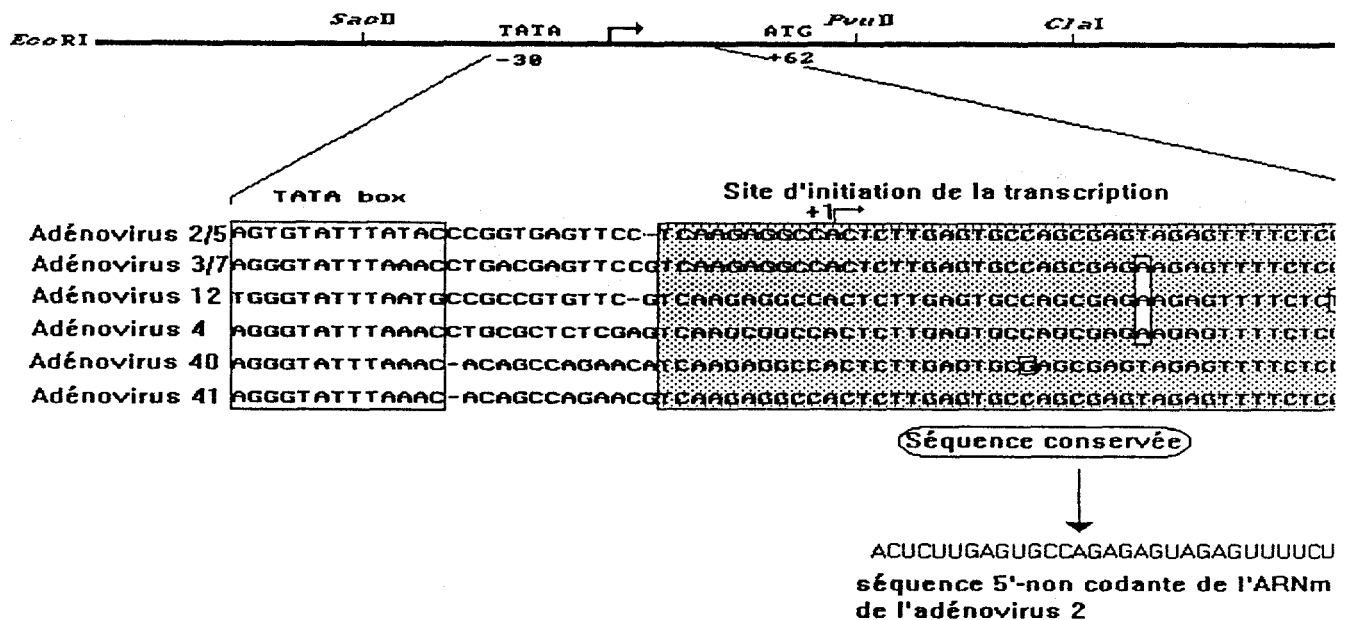 SacII TATA ATG PvuII ClaI
EcoRI
-30 +62
TATA box Site d'initiation de la transcription
+1
Adénovirus 2/5 AGTGTATTTATACCCGGTGAGTTCC-TCAAGAGGCCACTCTTGAGTGCCAGCGAGTAGAGTTTTCTC
Adénovirus 3/7 AGGGTATTTAAACCTGACGAGTTCCGTCAAGAGGCCACTCTTGAGTGCCAGCGAGAAGAGTTTTCTC
Adénovirus 12 TGGGTATTTAATGCCGCCGTGTTC-GTCAAGAGGCCACTCTTGAGTGCCAGCGAGAAGAGTTTTCTC
Adénovirus 4 AGGGTATTTAAACCTGCGCTCTCGAGTCAAGCGGCCACTCTTGAGTGCCAGCGAGAAGAGTTTTCTC
Adénovirus 40 AGGGTATTTAAAC-ACAGCCAGAACATCAAGAGGCCACTCTTGAGTGCGAGCGAGTAGAGTTTTCTC
Adénovirus 41 AGGGTATTTAAAC-ACAGCCAGAACGTCAAGAGGCCACTCTTGAGTGCCAGCGAGTAGAGTTTTCTC
Séquence conservée
ACUCUUGAGUGCCAGAGAGUAGAGUUUUCU
séquence 5'-non codante de l'ARNm
de l'adénovirus 2